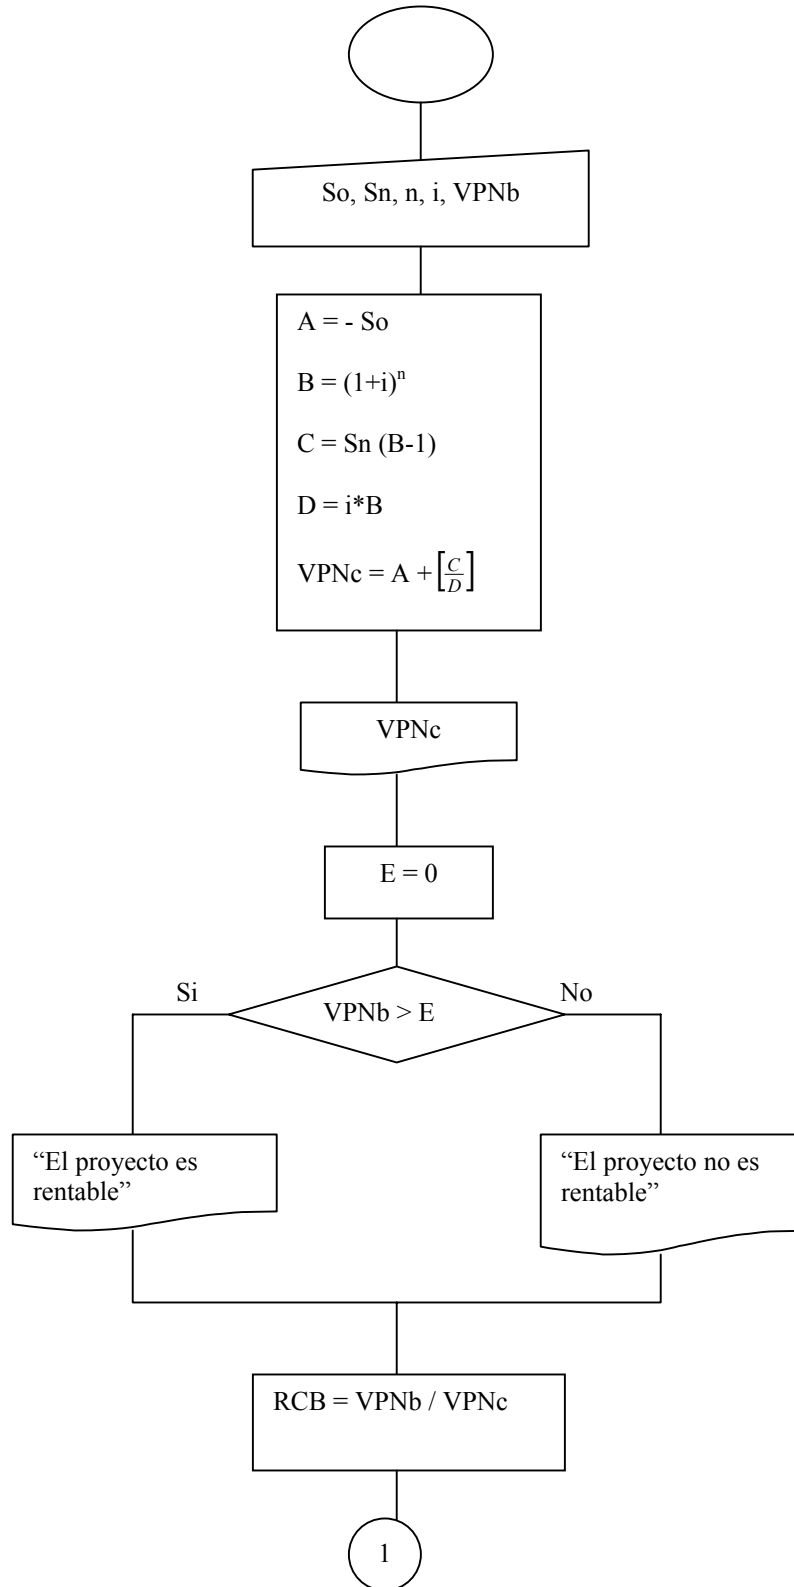 So, Sn, n, i, VPNb
A = - So
B = (1+i)ⁿ
C = Sn (B-1)
D = i*B
VPNc = A + [C/D]
VPNc
E = 0
Si
No
VPNb > E
“El proyecto es
rentable”
“El proyecto no es
rentable”
RCB = VPNb / VPNc
1